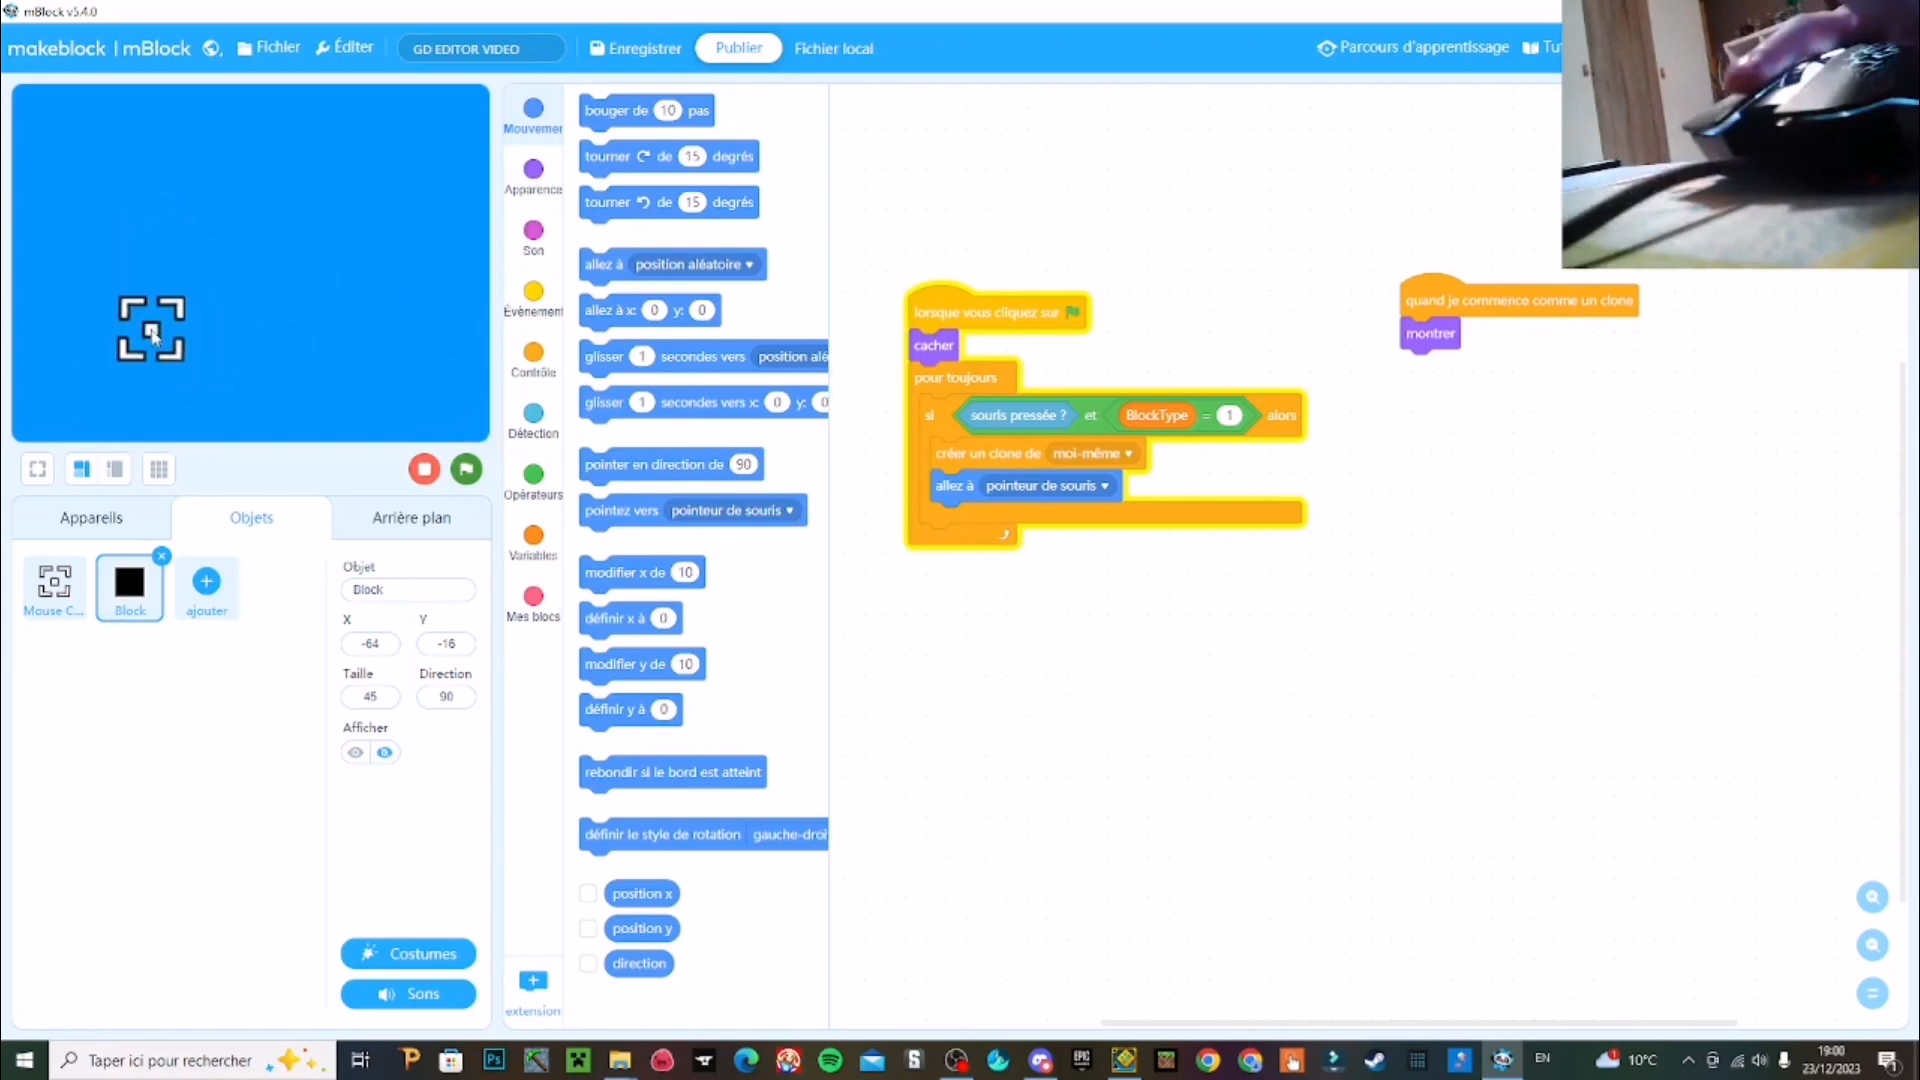 mBlock v5.4.0
makeblock | mBlock
Fichier
Éditer
GD EDITOR VIDEO
Enregistrer
Publier
Fichier local
Parcours d'apprentissage
Mouvemer
Apparence
Son
Évènement
Contrôle
Détection
Opérateurs
Variables
Mes blocs
extension
bouger de 10 pas
tourner de 15 degrés
tourner de 15 degrés
allez à position aléatoire
allez à x: 0 y: 0
glisser 1 secondes vers position alé
glisser 1 secondes vers x: 0 y: 0
pointer en direction de 90
pointez vers pointeur de souris
modifier x de 10
définir x à 0
modifier y de 10
définir y à 0
rebondir si le bord est atteint
définir le style de rotation gauche-droi
position x
position y
direction
lorsque vous cliquez sur
cacher
pour toujours
si souris pressée ? et BlockType = 1 alors
créer un clone de moi-même
allez à pointeur de souris
quand je commence comme un clone
montrer
Appareils
Objets
Arrière plan
Mouse C...
Block
ajouter
Objet
Block
X
Y
-64
-16
Taille
Direction
45
90
Afficher
Costumes
Sons
Taper ici pour rechercher
EN
10°C
19:00
23/12/2023